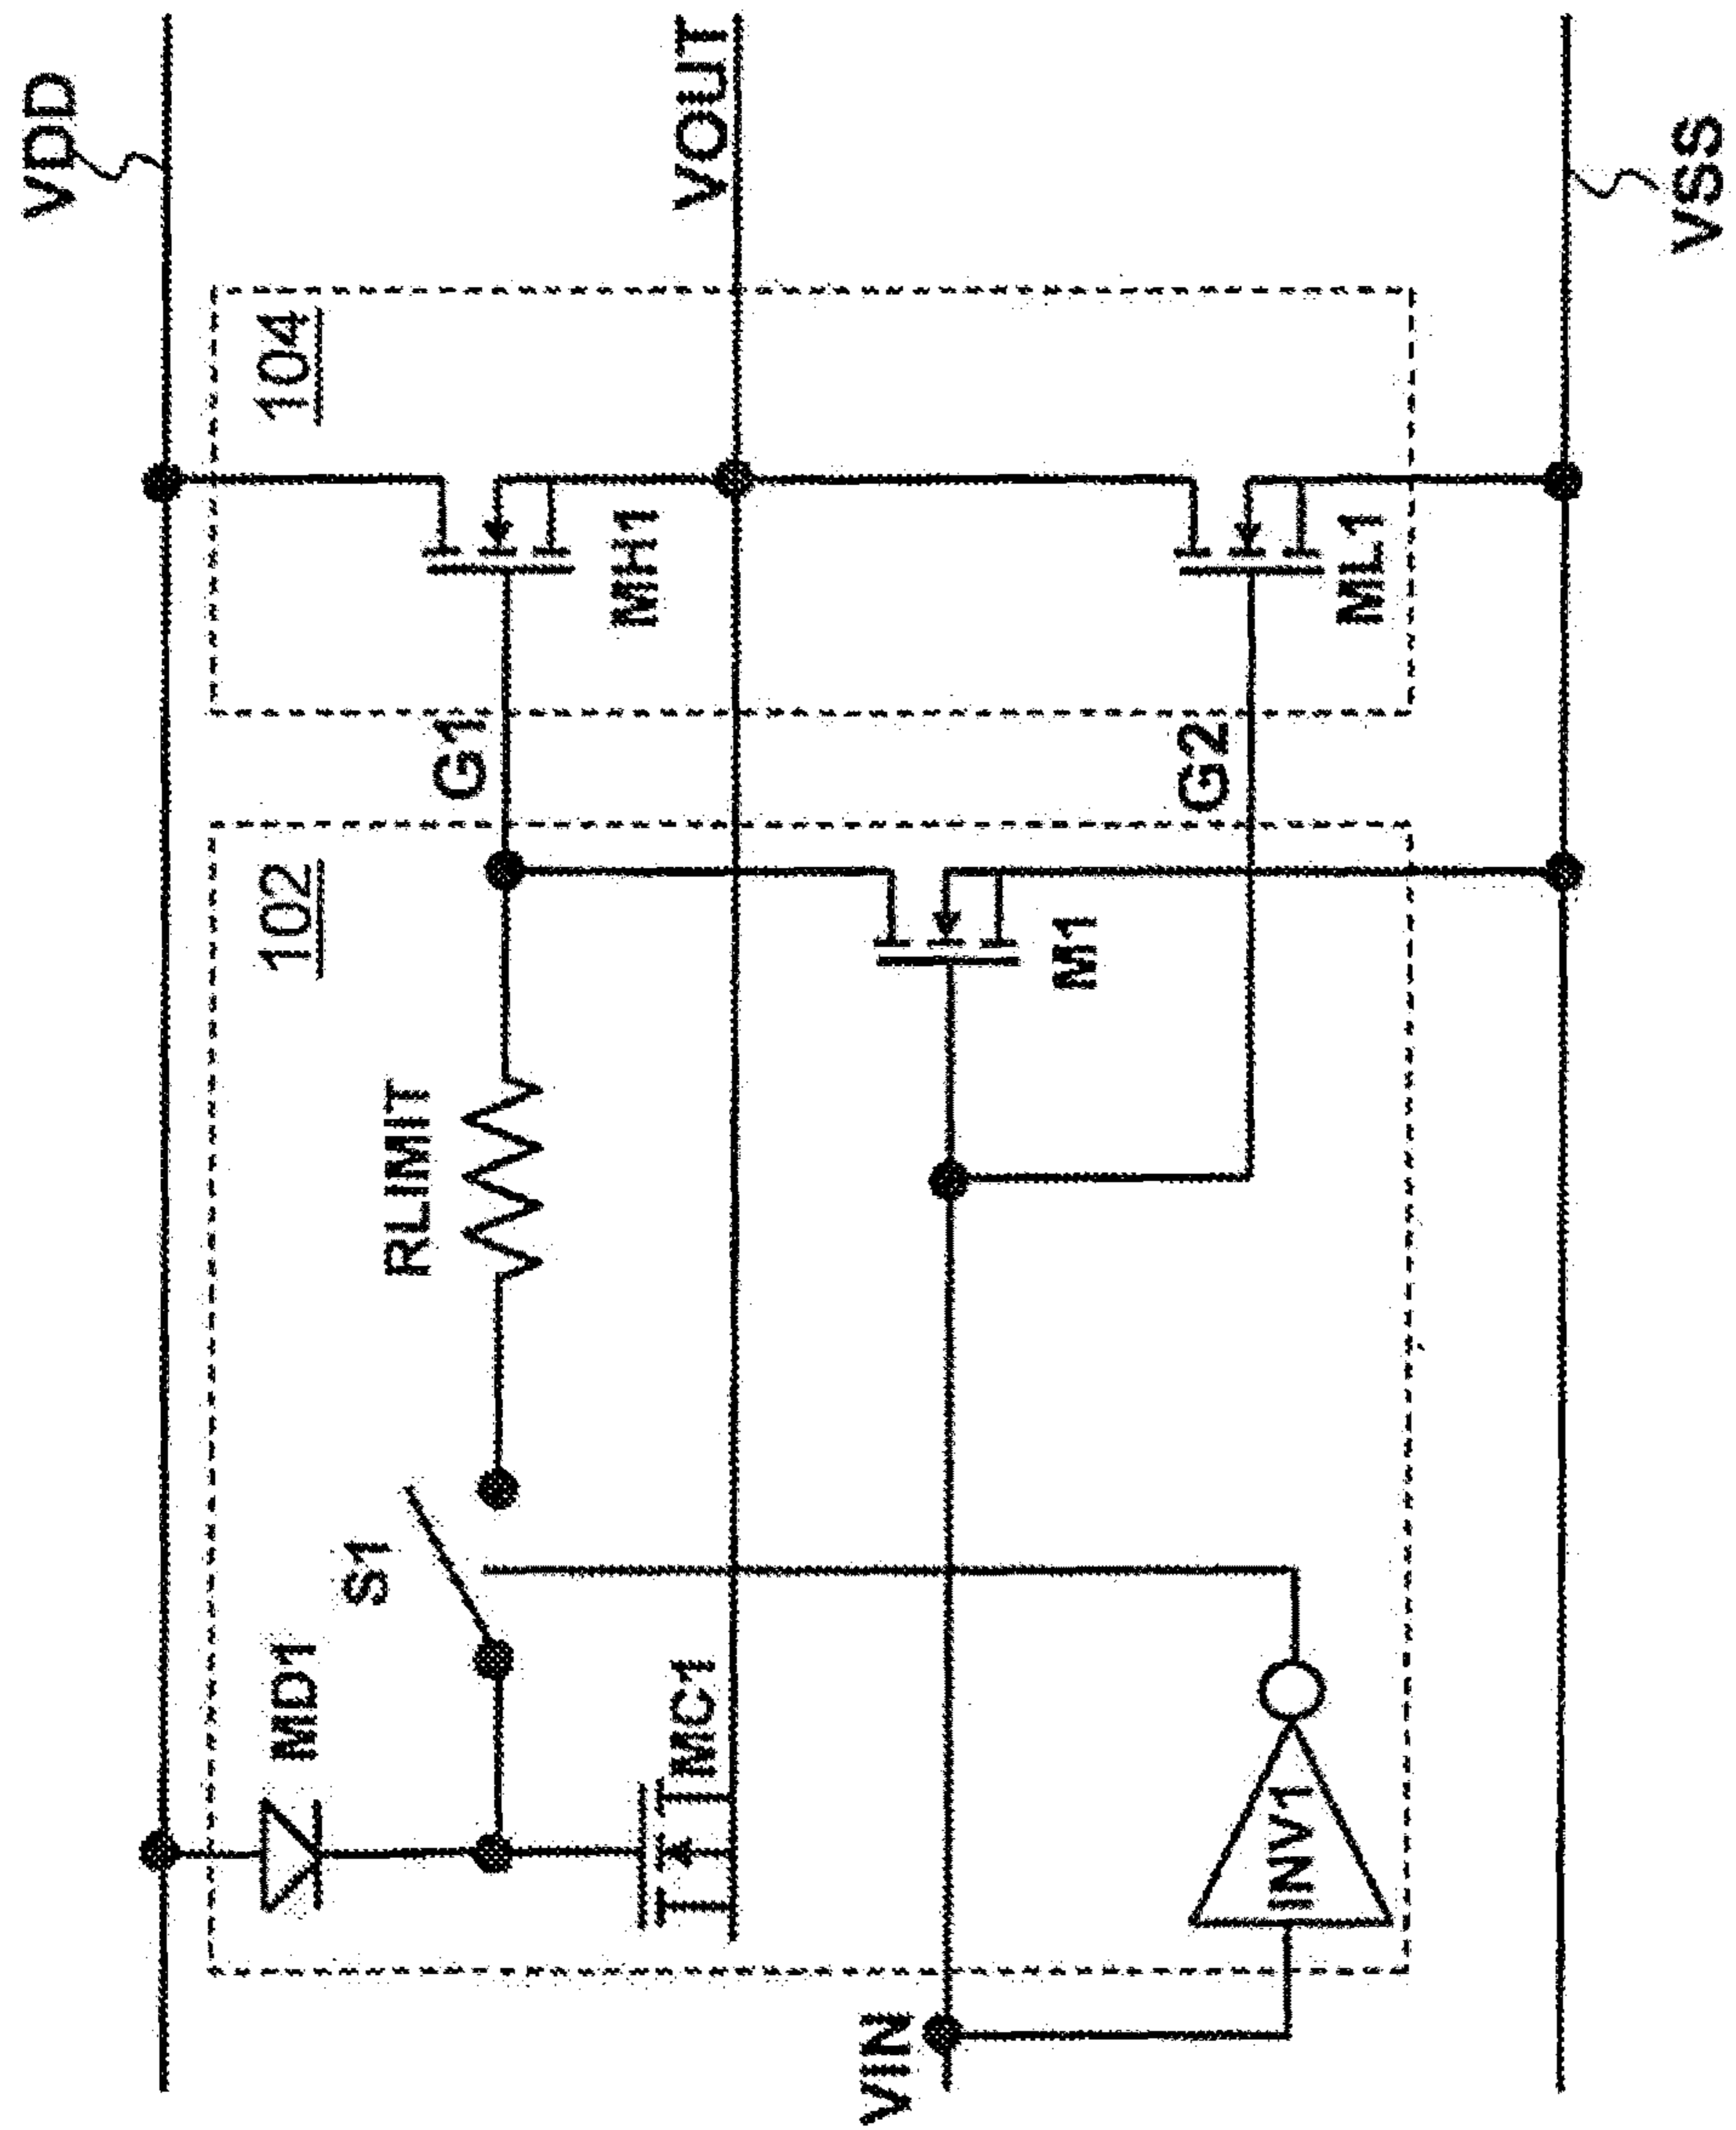 VDD
VOUT
VSS
104
102
G1
MH1
G2
ML1
RLIMIT
M1
S1
MD1
MC1
INV1
VIN